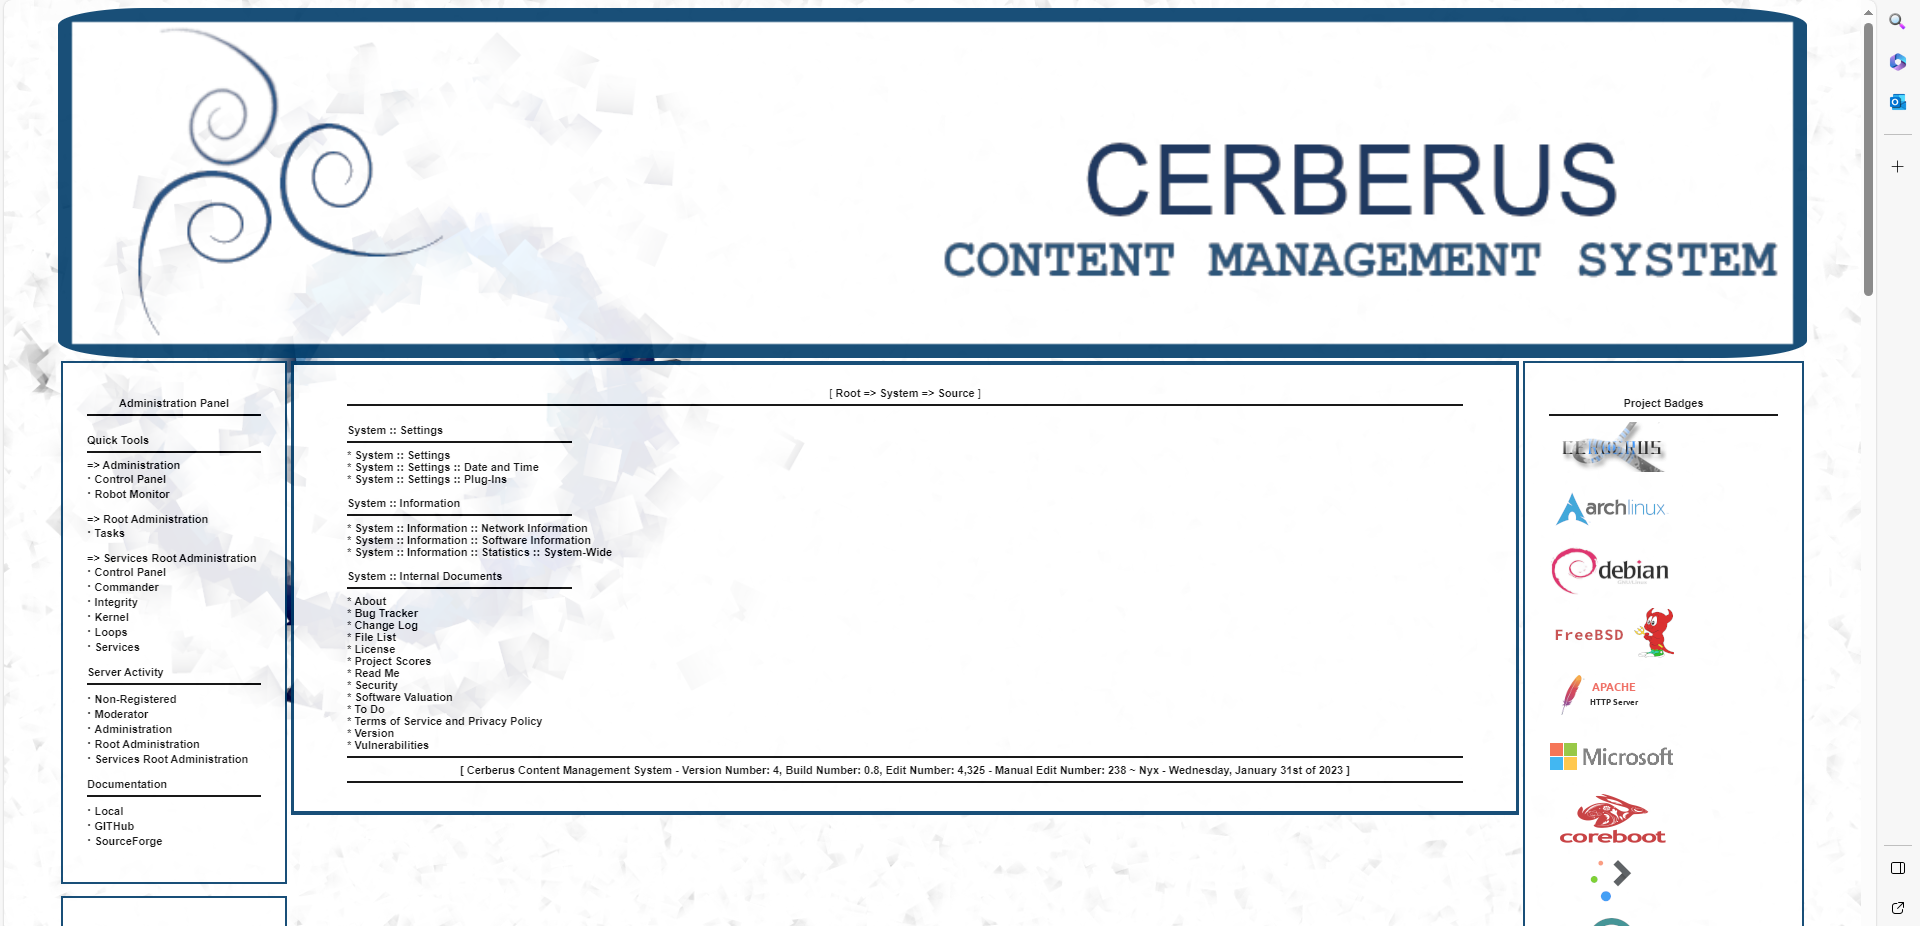 CERBERUS
CONTENT MANAGEMENT SYSTEM
Administration Panel
Quick Tools
=> Administration
· Control Panel
· Robot Monitor
=> Root Administration
· Tasks
=> Services Root Administration
· Control Panel
· Commander
· Integrity
· Kernel
· Loops
· Services
Server Activity
· Non-Registered
· Moderator
· Administration
· Root Administration
· Services Root Administration
Documentation
· Local
· GITHub
· SourceForge
[ Root => System => Source ]
System :: Settings
* System :: Settings
* System :: Settings :: Date and Time
* System :: Settings :: Plug-Ins
System :: Information
* System :: Information :: Network Information
* System :: Information :: Software Information
* System :: Information :: Statistics :: System-Wide
System :: Internal Documents
* About
* Bug Tracker
* Change Log
* File List
* License
* Project Scores
* Read Me
* Security
* Software Valuation
* To Do
* Terms of Service and Privacy Policy
* Version
* Vulnerabilities
[ Cerberus Content Management System - Version Number: 4, Build Number: 0.8, Edit Number: 4,325 - Manual Edit Number: 238 ~ Nyx - Wednesday, January 31st of 2023 ]
Project Badges
CERBERUS
archlinux
debian
FreeBSD
APACHE
HTTP Server
Microsoft
coreboot